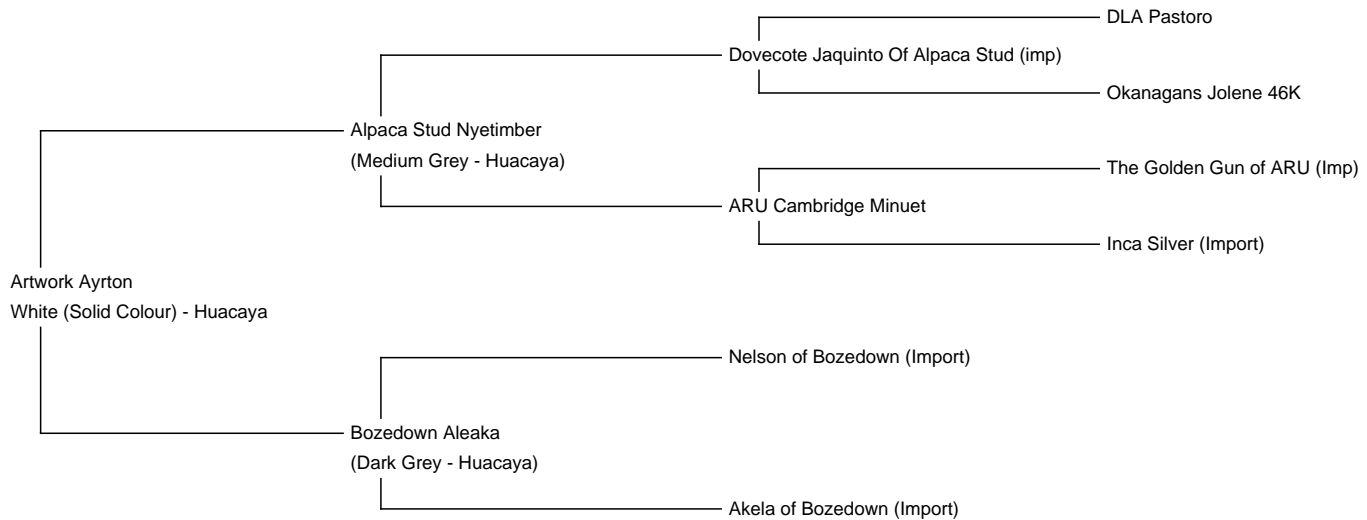 DLA Pastoro
Dovecote Jaquinto Of Alpaca Stud (imp)
Okanagans Jolene 46K
Alpaca Stud Nyetimber
(Medium Grey - Huacaya)
The Golden Gun of ARU (Imp)
ARU Cambridge Minuet
Inca Silver (Import)
Artwork Ayrton
White (Solid Colour) - Huacaya
Nelson of Bozedown (Import)
Bozedown Aleaka
(Dark Grey - Huacaya)
Akela of Bozedown (Import)